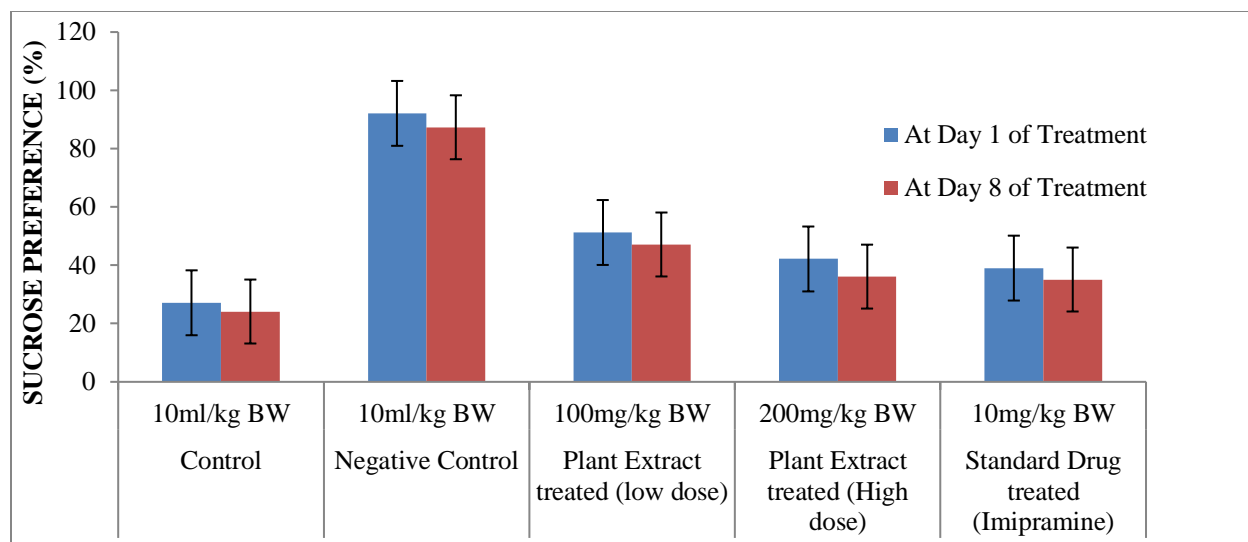 SUCROSE PREFERENCE (%)
120
100
80
60
40
20
0
At Day 1 of Treatment
At Day 8 of Treatment
10ml/kg BW
10ml/kg BW
100mg/kg BW
200mg/kg BW
10mg/kg BW
Control
Negative Control
Plant Extract
treated (low dose)
Plant Extract
treated (High
dose)
Standard Drug
treated
(Imipramine)